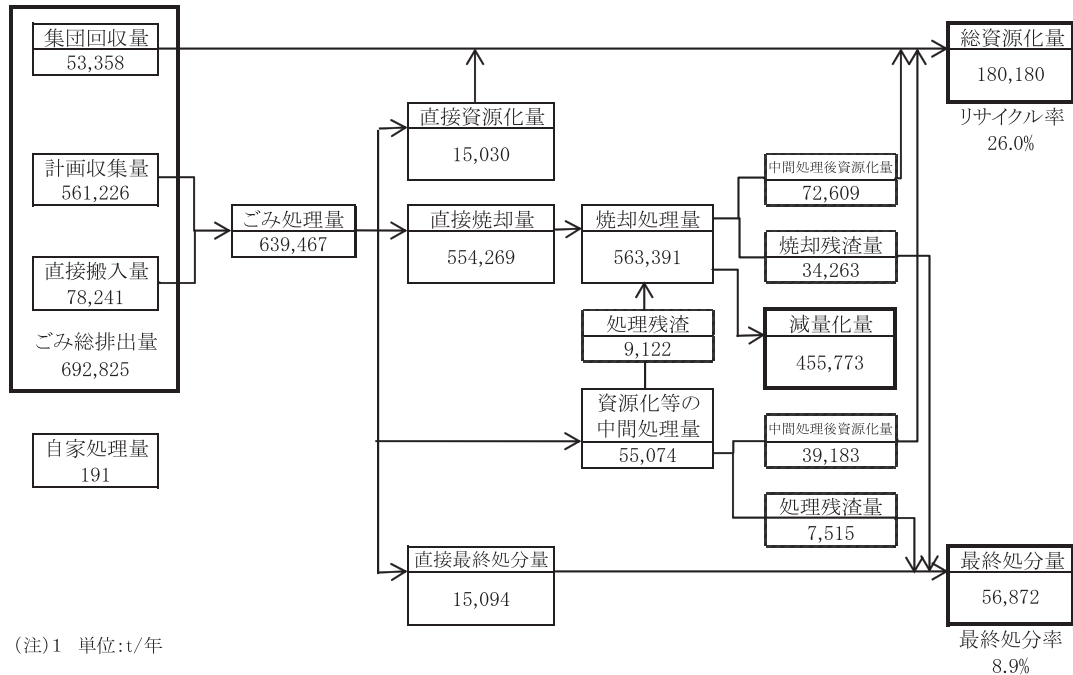 集団回収量
53,358
計画収集量
561,226
直接搬入量
78,241
ごみ総排出量
692,825
自家処理量
191
ごみ処理量
639,467
直接資源化量
15,030
直接焼却量
554,269
直接最終処分量
15,094
焼却処理量
563,391
処理残渣
9,122
資源化等の
中間処理量
55,074
中間処理後資源化量
72,609
焼却残渣量
34,263
減量化量
455,773
中間処理後資源化量
39,183
処理残渣量
7,515
総資源化量
180,180
リサイクル率
26.0%
最終処分量
56,872
最終処分率
8.9%
(注)1 単位:t/年